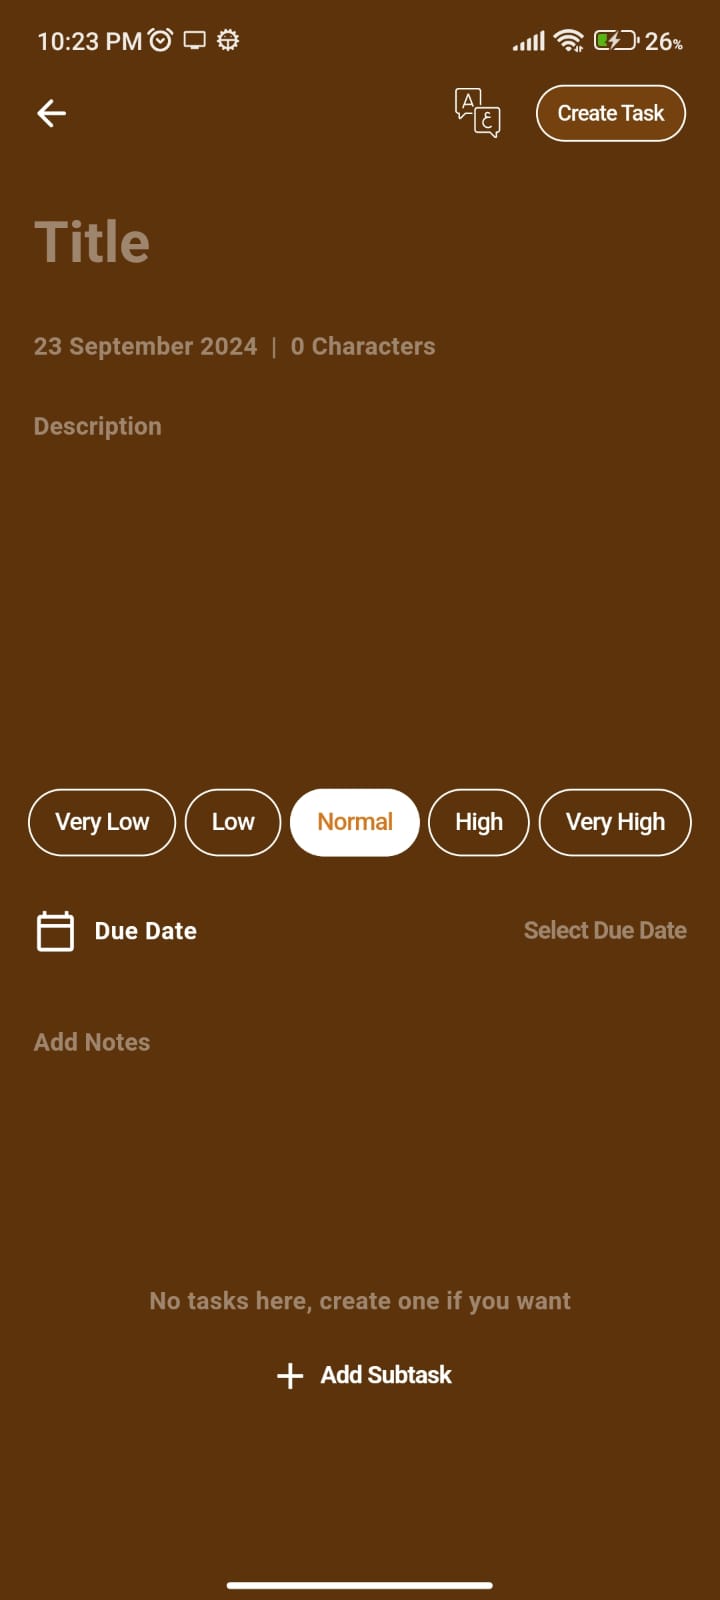 10:23 PM 26%
A
Create Task
Title
23 September 2024 | 0 Characters
Description
Very Low Low Normal High Very High
Due Date Select Due Date
Add Notes
No tasks here, create one if you want
Add Subtask